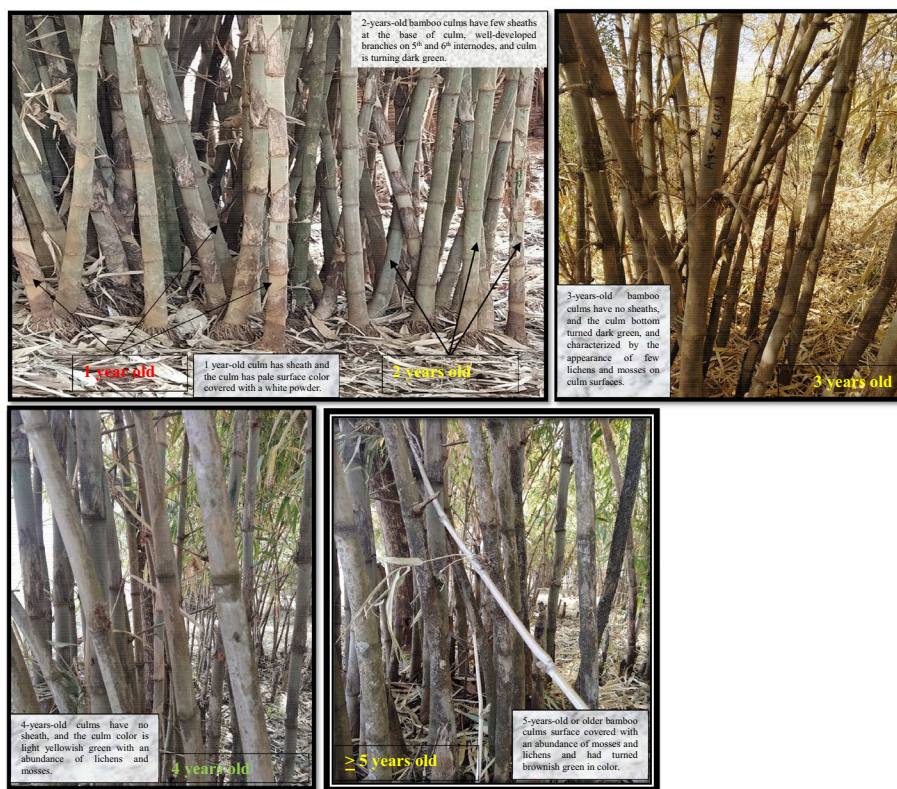 2-years-old bamboo culms have few sheaths
at the base of culm, well-developed
branches on 5th and 6th internodes, and culm
is turning dark green.
1 year old
1 year-old culm has sheath and
the culm has pale surface color
covered with a white powder.
2 years old
3-years-old bamboo
culms have no sheaths,
and the culm bottom
turned dark green, and
characterized by the
appearance of few
lichens and mosses on
culm surfaces.
3 years old
4-years-old culms have no
sheath, and the culm color is
light yellowish green with an
abundance of lichens and
mosses.
4 years old
≥ 5 years old
5-years-old or older bamboo
culms surface covered with
an abundance of mosses and
lichens and had turned
brownish green in color.